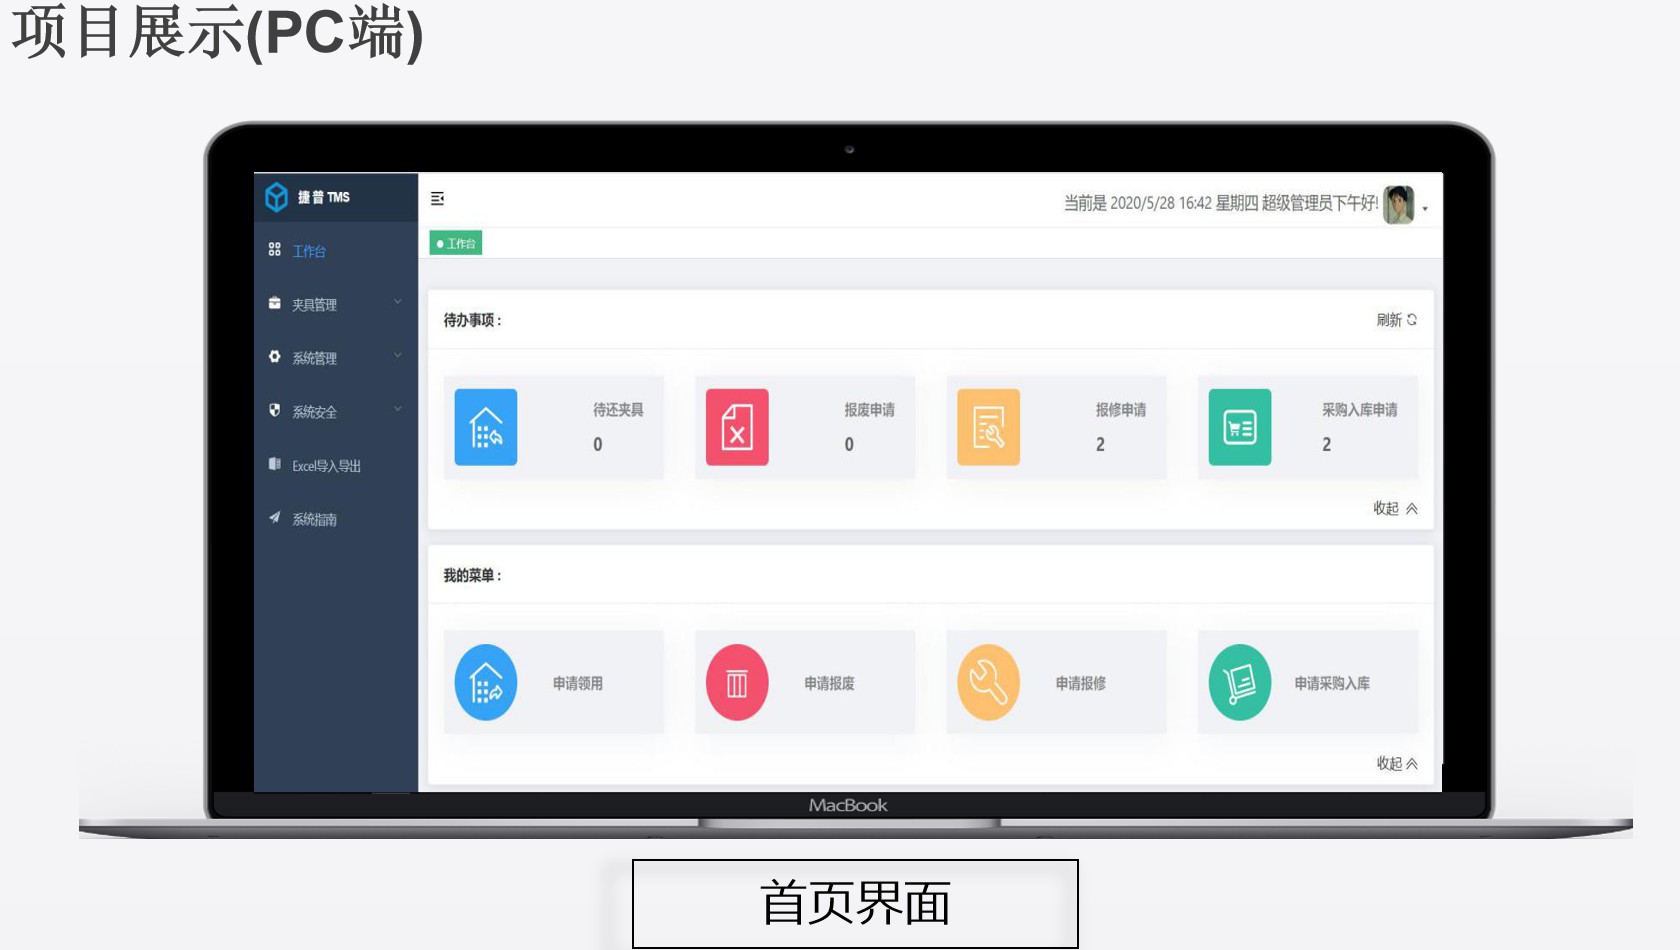 项目展示(PC端)
捷普 TMS
当前是 2020/5/28 16:42 星期四 超级管理员下午好!
工作台
工作台
夹具管理
系统管理
系统安全
Excel导入导出
系统指南
待办事项 :
刷新
待还夹具
0
报废申请
0
报修申请
2
采购入库申请
2
收起
我的菜单 :
申请领用
申请报废
申请报修
申请采购入库
收起
MacBook
首页界面